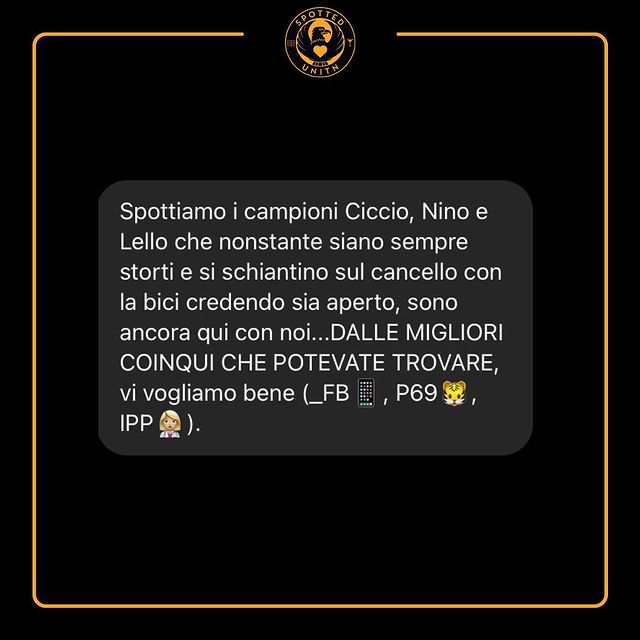 SPOTTED
UNITN
Spottiamo i campioni Ciccio, Nino e
Lello che nonstante siano sempre
storti e si schiantino sul cancello con
la bici credendo sia aperto, sono
ancora qui con noi...DALLE MIGLIORI
COINQUI CHE POTEVATE TROVARE,
vi vogliamo bene (_FB📱, P69🐯,
IPP👩🏼‍⚕️).